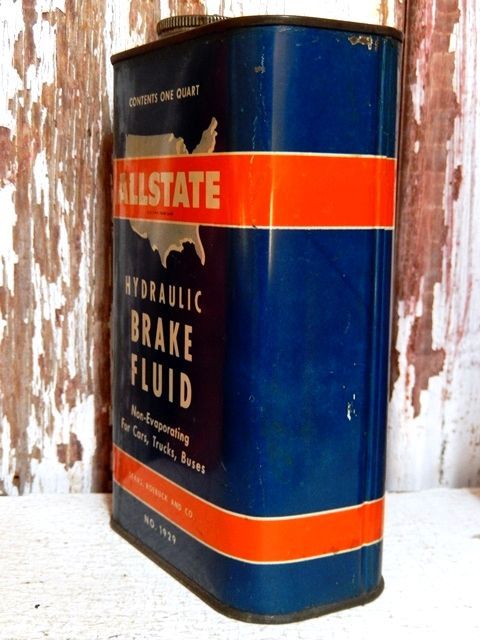 CONTENTS ONE QUART
ALLSTATE
HYDRAULIC
BRAKE
FLUID
Non-Evaporating
For Cars, Trucks, Buses
SEARS, ROEBUCK AND CO
NO. 1929